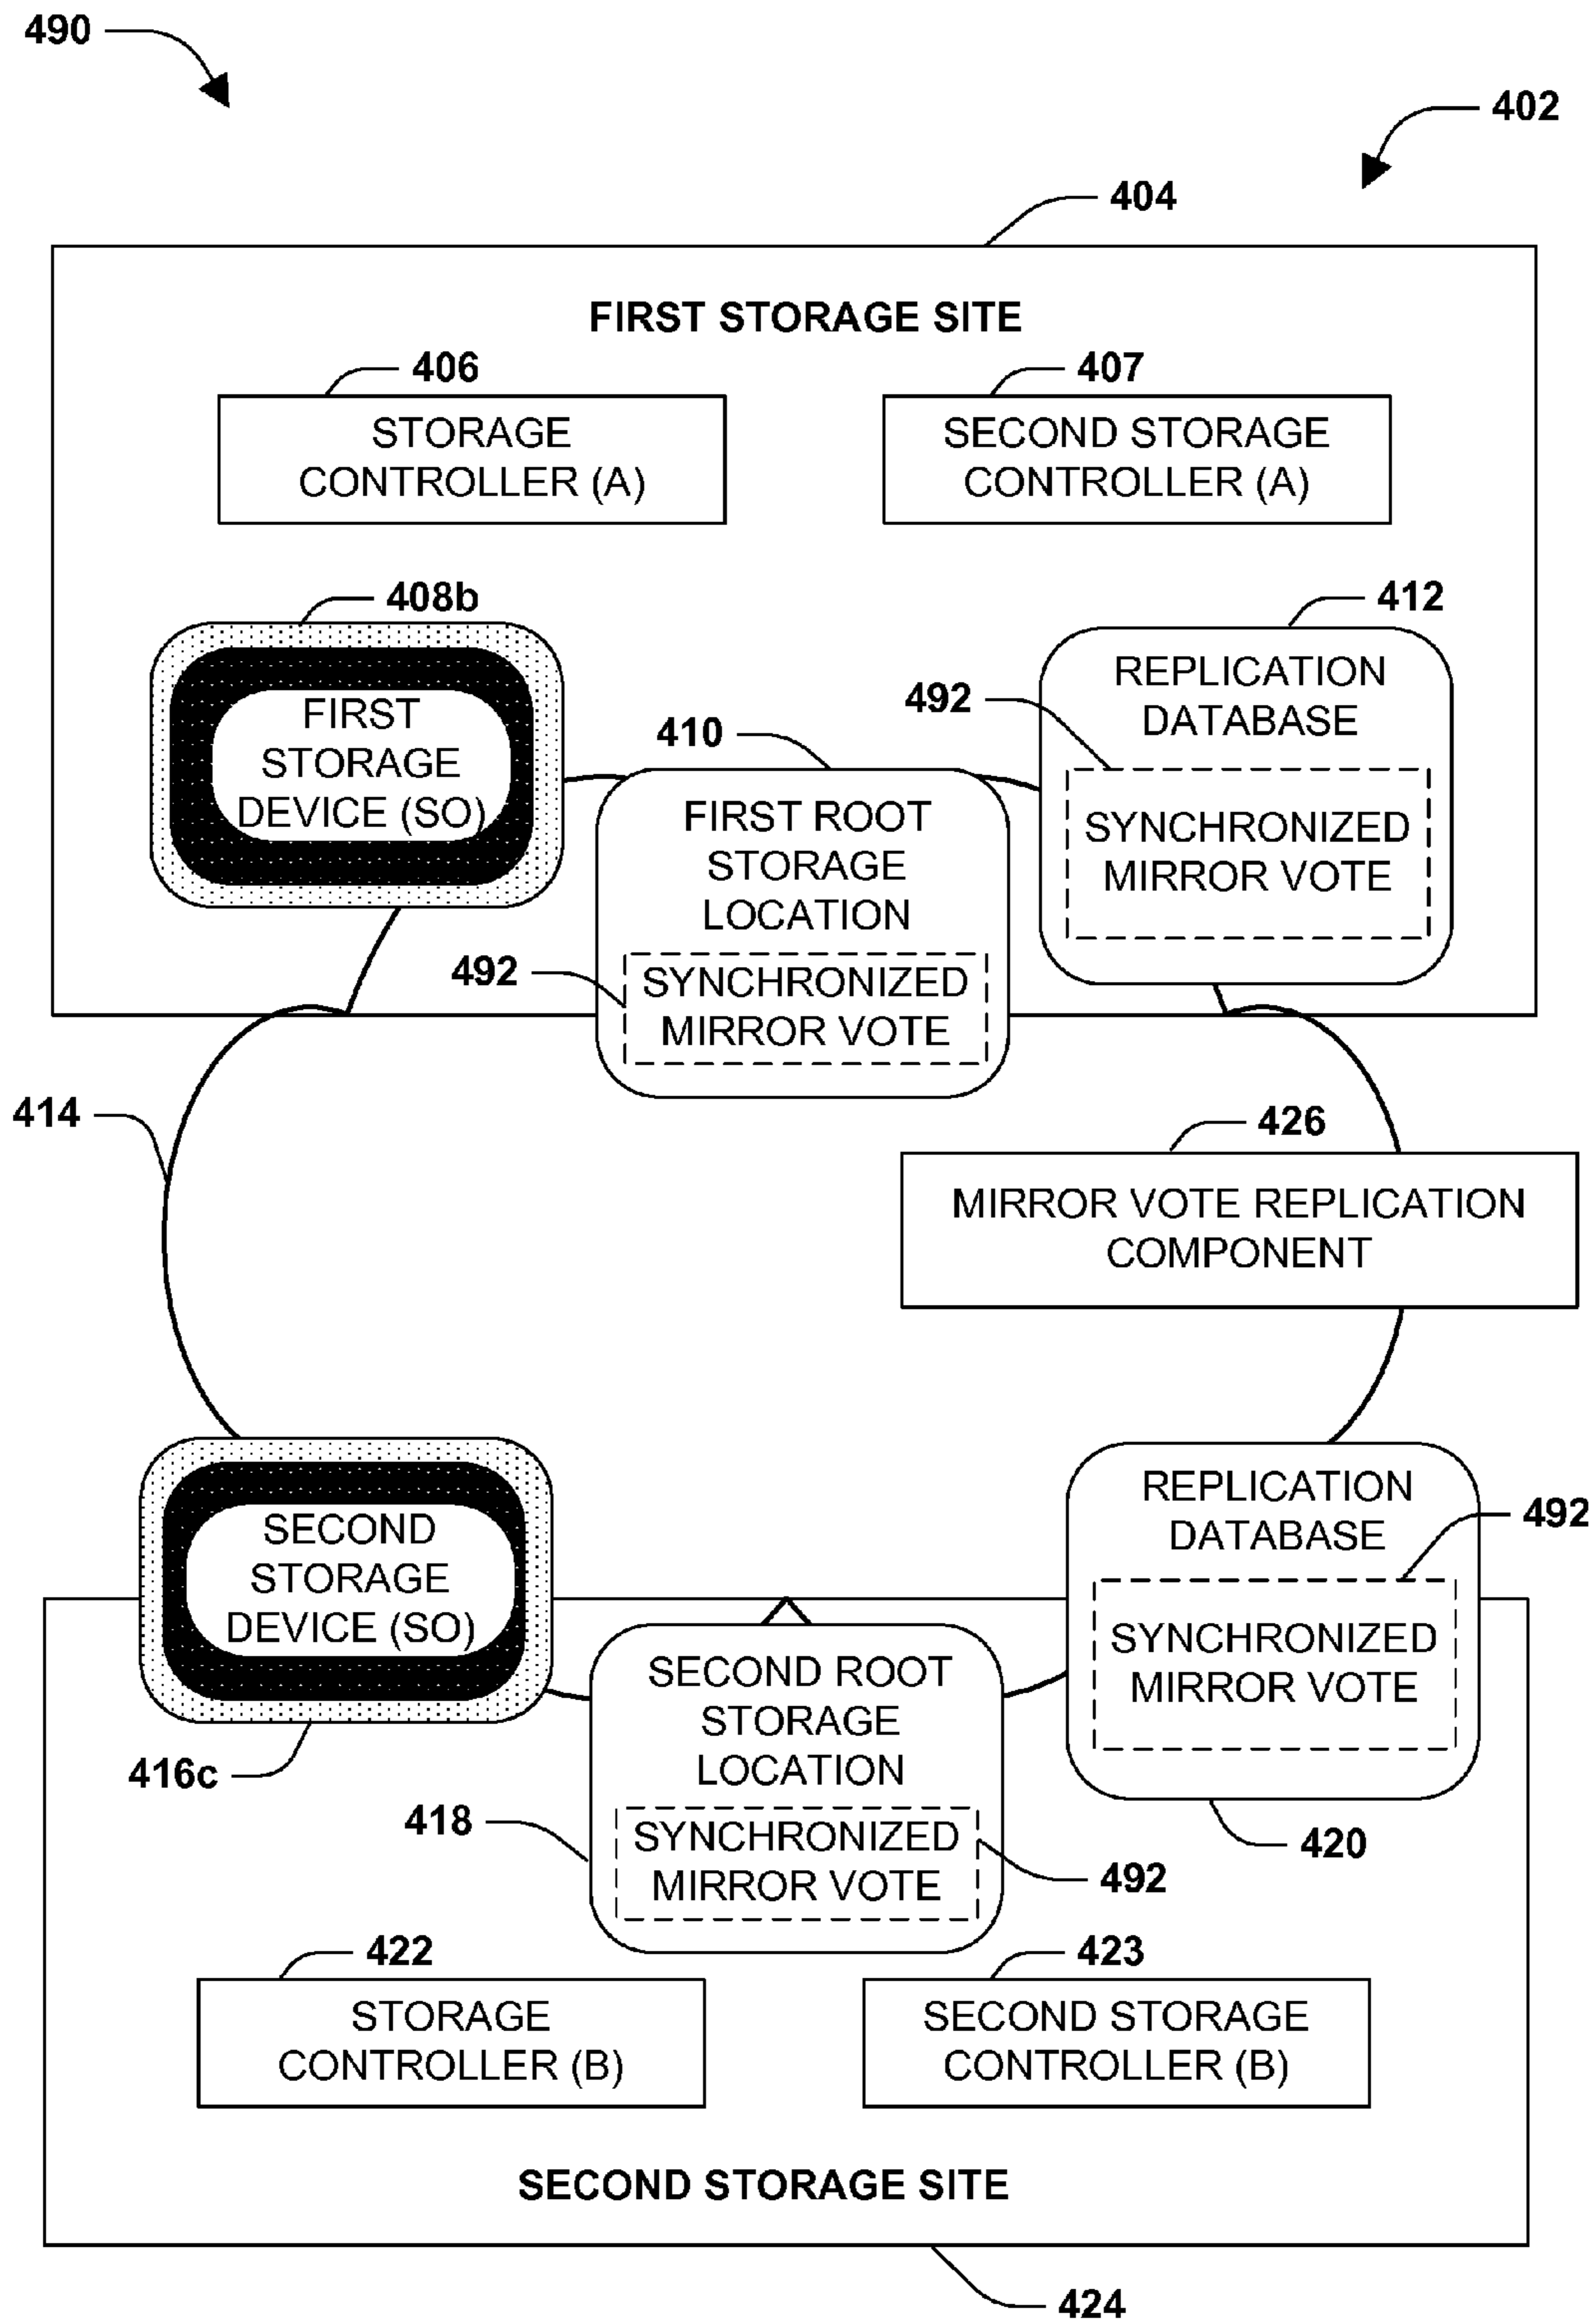 490
402
404
FIRST STORAGE SITE
406
407
STORAGE
CONTROLLER (A)
SECOND STORAGE
CONTROLLER (A)
408b
412
FIRST
STORAGE
DEVICE (SO)
REPLICATION
DATABASE
492
SYNCHRONIZED
MIRROR VOTE
410
FIRST ROOT
STORAGE
LOCATION
492
SYNCHRONIZED
MIRROR VOTE
414
426
MIRROR VOTE REPLICATION
COMPONENT
SECOND
STORAGE
DEVICE (SO)
416c
REPLICATION
DATABASE
492
SYNCHRONIZED
MIRROR VOTE
420
SECOND ROOT
STORAGE
LOCATION
418
SYNCHRONIZED
MIRROR VOTE
492
422
423
STORAGE
CONTROLLER (B)
SECOND STORAGE
CONTROLLER (B)
SECOND STORAGE SITE
424